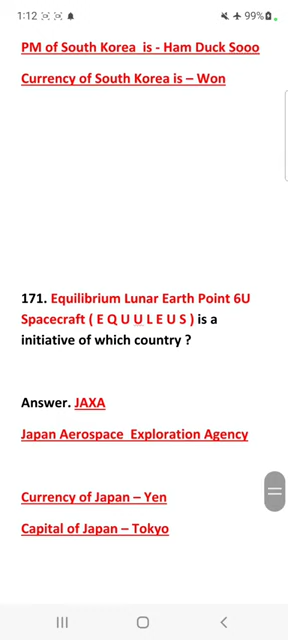 1:12 99%
PM of South Korea is - Ham Duck Sooo
Currency of South Korea is – Won
171. Equilibrium Lunar Earth Point 6U
Spacecraft ( E Q U U L E U S ) is a
initiative of which country ?
Answer. JAXA
Japan Aerospace Exploration Agency
Currency of Japan – Yen
Capital of Japan – Tokyo